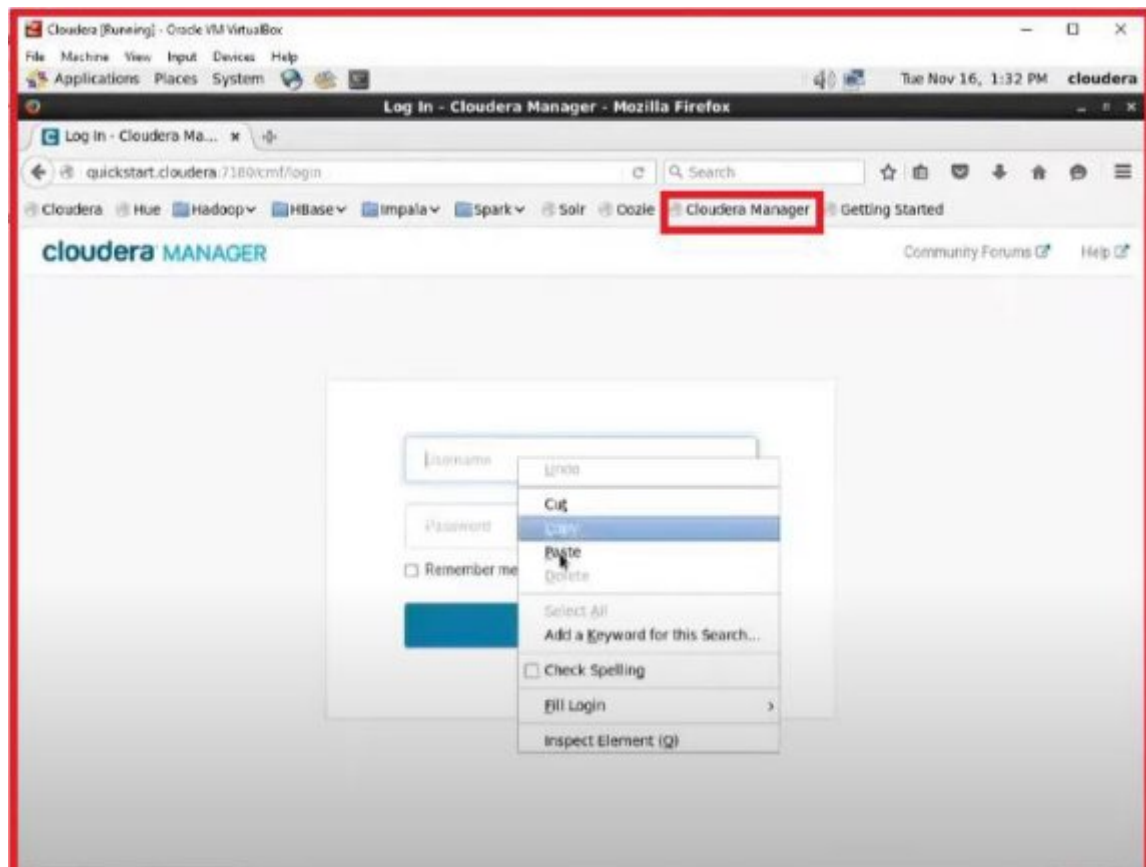 Cloudera [Running] - Oracle VM VirtualBox
File Machine View Input Devices Help
Applications Places System Tue Nov 16, 1:32 PM cloudera
Log In - Cloudera Manager - Mozilla Firefox
Log In - Cloudera Ma...
quickstart.cloudera:7180/cmf/login Search
Cloudera Hue Hadoop HBase Impala Spark Solr Oozie Cloudera Manager Getting Started
cloudera MANAGER Community Forums Help
Username
Undo
Cut
Password
Copy
Paste
Remember me
Delete
Select All
Add a Keyword for this Search...
Check Spelling
Fill Login
Inspect Element (Q)